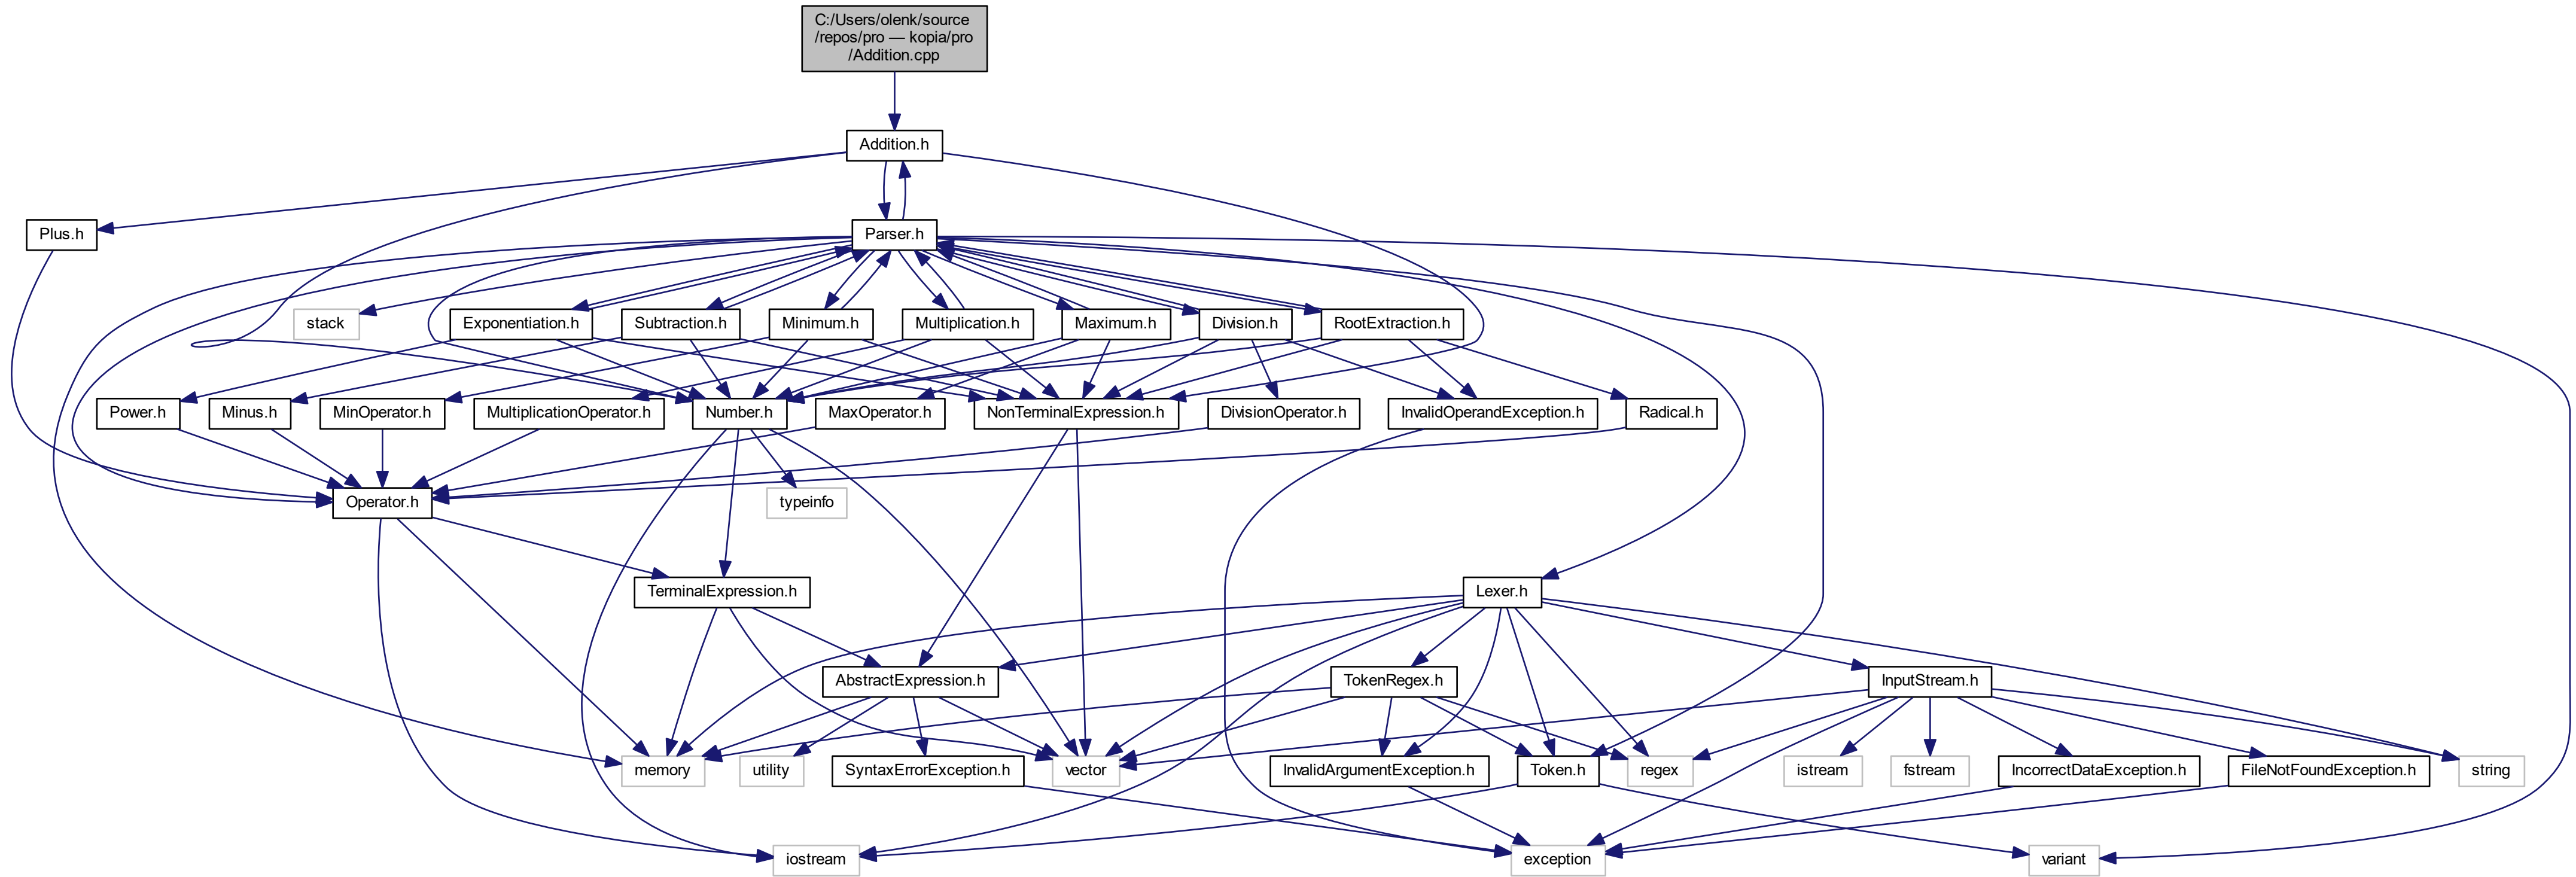 C:/Users/olenk/source
/repos/pro — kopia/pro
/Addition.cpp
Addition.h
Plus.h
Parser.h
stack
Exponentiation.h
Subtraction.h
Minimum.h
Multiplication.h
Maximum.h
Division.h
RootExtraction.h
Power.h
Minus.h
MinOperator.h
MultiplicationOperator.h
Number.h
MaxOperator.h
NonTerminalExpression.h
DivisionOperator.h
InvalidOperandException.h
Radical.h
Operator.h
typeinfo
TerminalExpression.h
Lexer.h
AbstractExpression.h
TokenRegex.h
InputStream.h
memory
utility
SyntaxErrorException.h
vector
InvalidArgumentException.h
Token.h
regex
istream
fstream
IncorrectDataException.h
FileNotFoundException.h
string
iostream
exception
variant